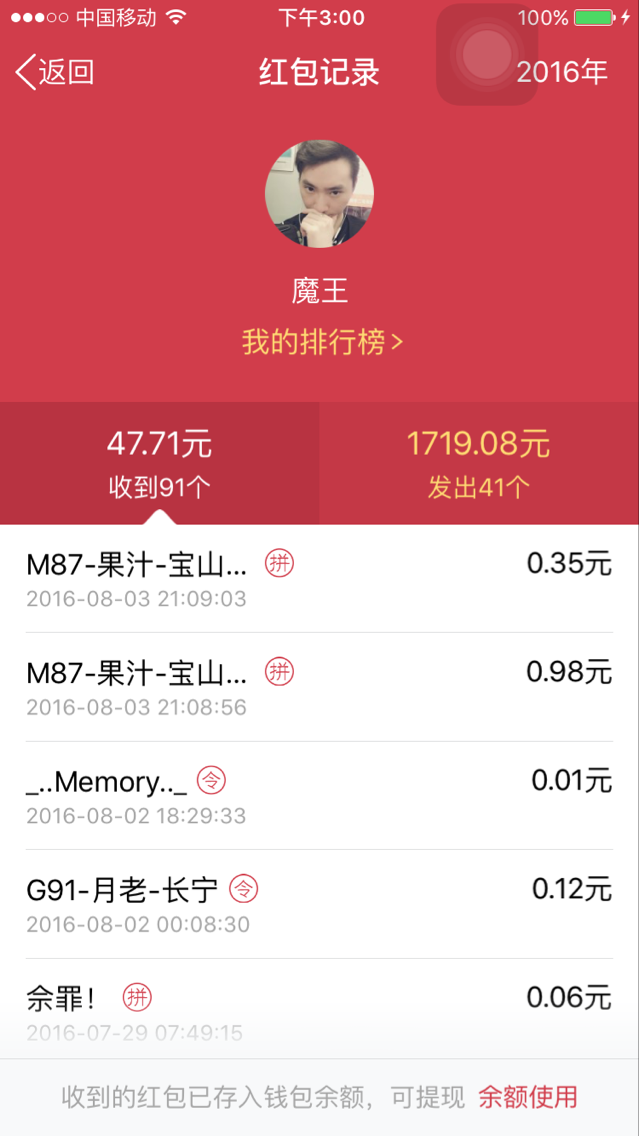 中国移动 下午3:00 100%
返回 红包记录 2016年
魔王
我的排行榜>
47.71元 1719.08元
收到91个 发出41个
M87-果汁-宝山... 拼 0.35元
2016-08-03 21:09:03
M87-果汁-宝山... 拼 0.98元
2016-08-03 21:08:56
_..Memory.._ 令 0.01元
2016-08-02 18:29:33
G91-月老-长宁 令 0.12元
2016-08-02 00:08:30
佘罪！ 拼 0.06元
2016-07-29 07:49:15
收到的红包已存入钱包余额，可提现 余额使用